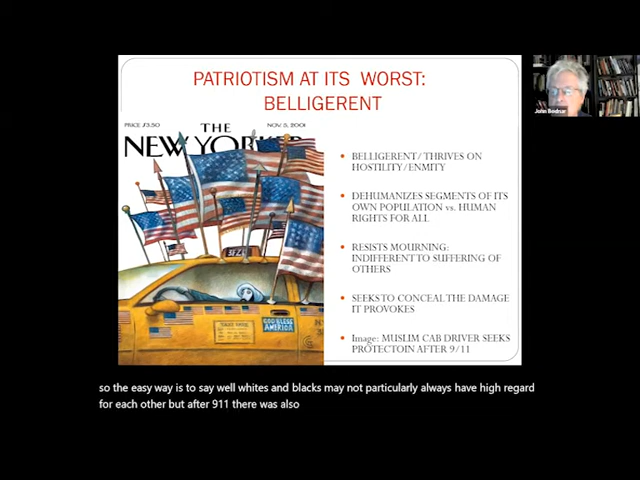 PATRIOTISM AT ITS WORST:
BELLIGERENT
John Bodnar
PRICE $3.50
THE
NOV. 5, 2001
NEW YORKER
• BELLIGERENT/ THRIVES ON
HOSTILITY/ENMITY
• DEHUMANIZES SEGMENTS OF ITS
OWN POPULATION vs. HUMAN
RIGHTS FOR ALL
• RESISTS MOURNING:
INDIFFERENT TO SUFFERING OF
OTHERS
• SEEKS TO CONCEAL THE DAMAGE
IT PROVOKES
• Image: MUSLIM CAB DRIVER SEEKS
PROTECTOIN AFTER 9/11
GOD BLESS
AMERICA
so the easy way is to say well whites and blacks may not particularly always have high regard
for each other but after 911 there was also